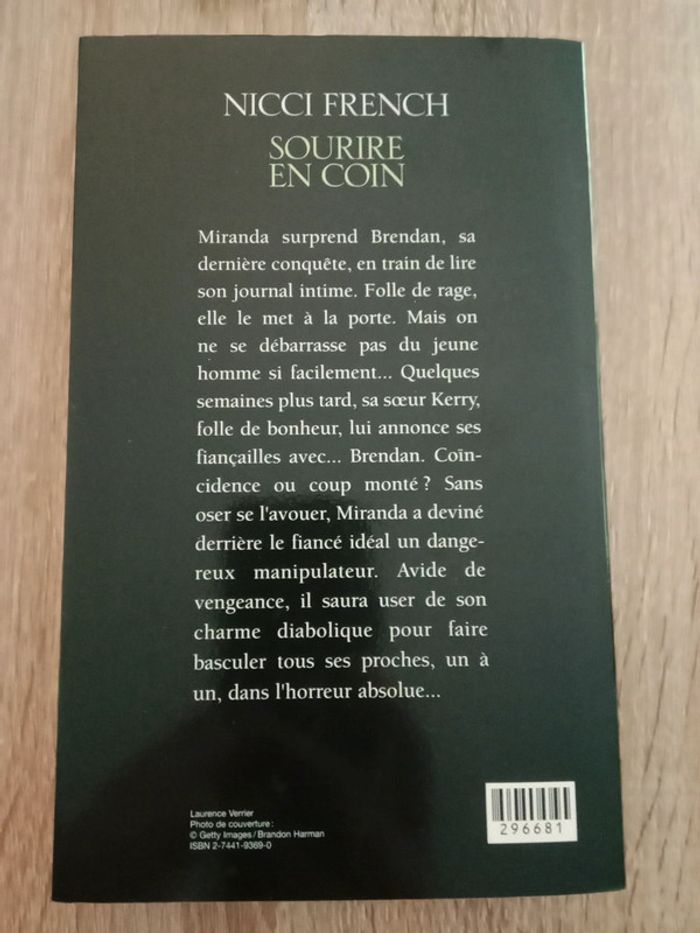 NICCI FRENCH
SOURIRE
EN COIN
Miranda surprend Brendan, sa
dernière conquête, en train de lire
son journal intime. Folle de rage,
elle le met à la porte. Mais on
ne se débarrasse pas du jeune
homme si facilement... Quelques
semaines plus tard, sa sœur Kerry,
folle de bonheur, lui annonce ses
fiançailles avec... Brendan. Coïn-
cidence ou coup monté ? Sans
oser se l'avouer, Miranda a deviné
derrière le fiancé idéal un dange-
reux manipulateur. Avide de
vengeance, il saura user de son
charme diabolique pour faire
basculer tous ses proches, un à
un, dans l'horreur absolue...
Laurence Verrier
Photo de couverture :
© Getty Images / Brandon Harman
ISBN 2-7441-9369-0
296681